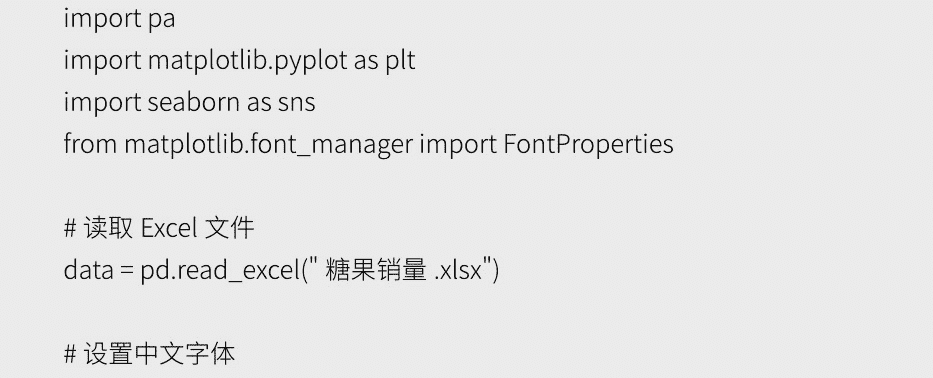 import pa
import matplotlib.pyplot as plt
import seaborn as sns
from matplotlib.font_manager import FontProperties
# 读取 Excel 文件
data = pd.read_excel(" 糖果销量 .xlsx")
# 设置中文字体